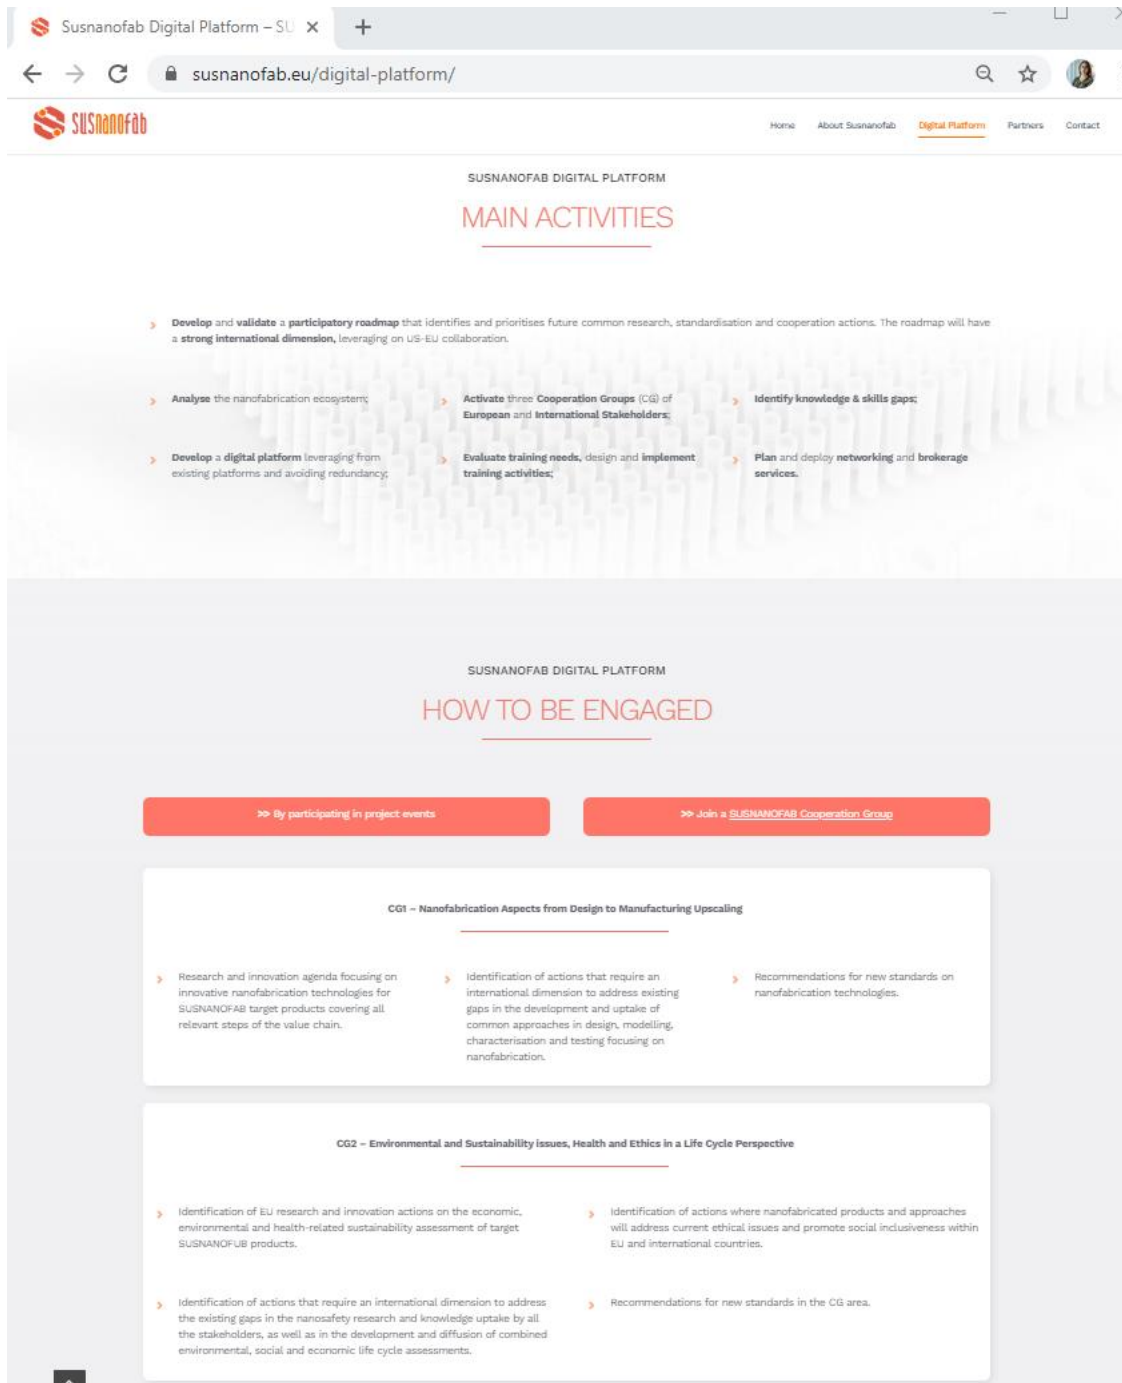 Susnanofab Digital Platform – SU
susnanofab.eu/digital-platform/
susnanofab
Home About Susnanofab Digital Platform Partners Contact
SUSNANOFAB DIGITAL PLATFORM
MAIN ACTIVITIES
Develop and validate a participatory roadmap that identifies and prioritises future common research, standardisation and cooperation actions. The roadmap will have
a strong international dimension, leveraging on US-EU collaboration.
Analyse the nanofabrication ecosystem;
Activate three Cooperation Groups (CG) of
European and International Stakeholders;
Identify knowledge & skills gaps;
Develop a digital platform leveraging from
existing platforms and avoiding redundancy;
Evaluate training needs, design and implement
training activities;
Plan and deploy networking and brokerage
services.
SUSNANOFAB DIGITAL PLATFORM
HOW TO BE ENGAGED
>> By participating in project events
>> Join a SUSNANOFAB Cooperation Group
CG1 – Nanofabrication Aspects from Design to Manufacturing Upscaling
Research and innovation agenda focusing on
innovative nanofabrication technologies for
SUSNANOFAB target products covering all
relevant steps of the value chain.
Identification of actions that require an
international dimension to address existing
gaps in the development and uptake of
common approaches in design, modelling,
characterisation and testing focusing on
nanofabrication.
Recommendations for new standards on
nanofabrication technologies.
CG2 – Environmental and Sustainability issues, Health and Ethics in a Life Cycle Perspective
Identification of EU research and innovation actions on the economic,
environmental and health-related sustainability assessment of target
SUSNANOFUB products.
Identification of actions where nanofabricated products and approaches
will address current ethical issues and promote social inclusiveness within
EU and international countries.
Identification of actions that require an international dimension to address
the existing gaps in the nanosafety research and knowledge uptake by all
the stakeholders, as well as in the development and diffusion of combined
environmental, social and economic life cycle assessments.
Recommendations for new standards in the CG area.